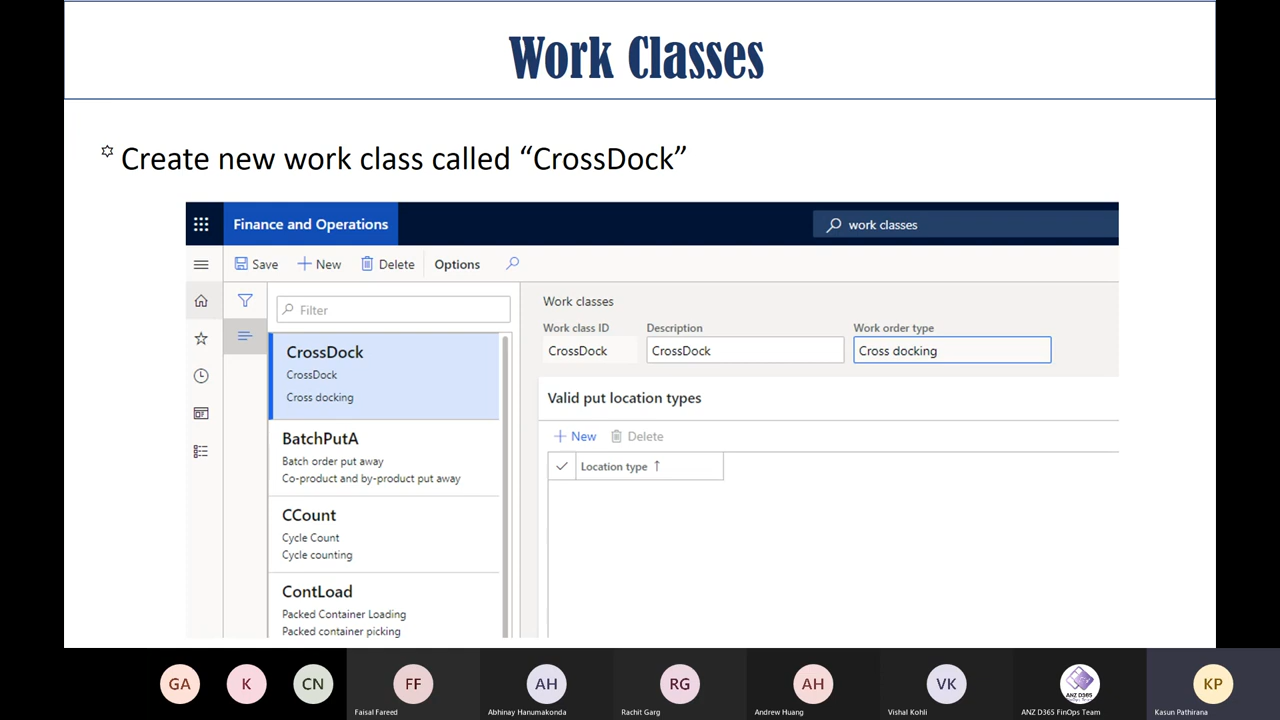 Work Classes
Create new work class called “CrossDock”
Finance and Operations
work classes
Save
New
Delete
Options
Filter
CrossDock
CrossDock
Cross docking
BatchPutA
Batch order put away
Co-product and by-product put away
CCount
Cycle Count
Cycle counting
ContLoad
Packed Container Loading
Packed container picking
Work classes
Work class ID
Description
Work order type
CrossDock
CrossDock
Cross docking
Valid put location types
New
Delete
Location type
GA
K
CN
FF
AH
RG
AH
VK
ANZ D365
KP
Faisal Fareed
Abhinay Hanumakonda
Rachit Garg
Andrew Huang
Vishal Kohli
ANZ D365 FinOps Team
Kasun Pathirana